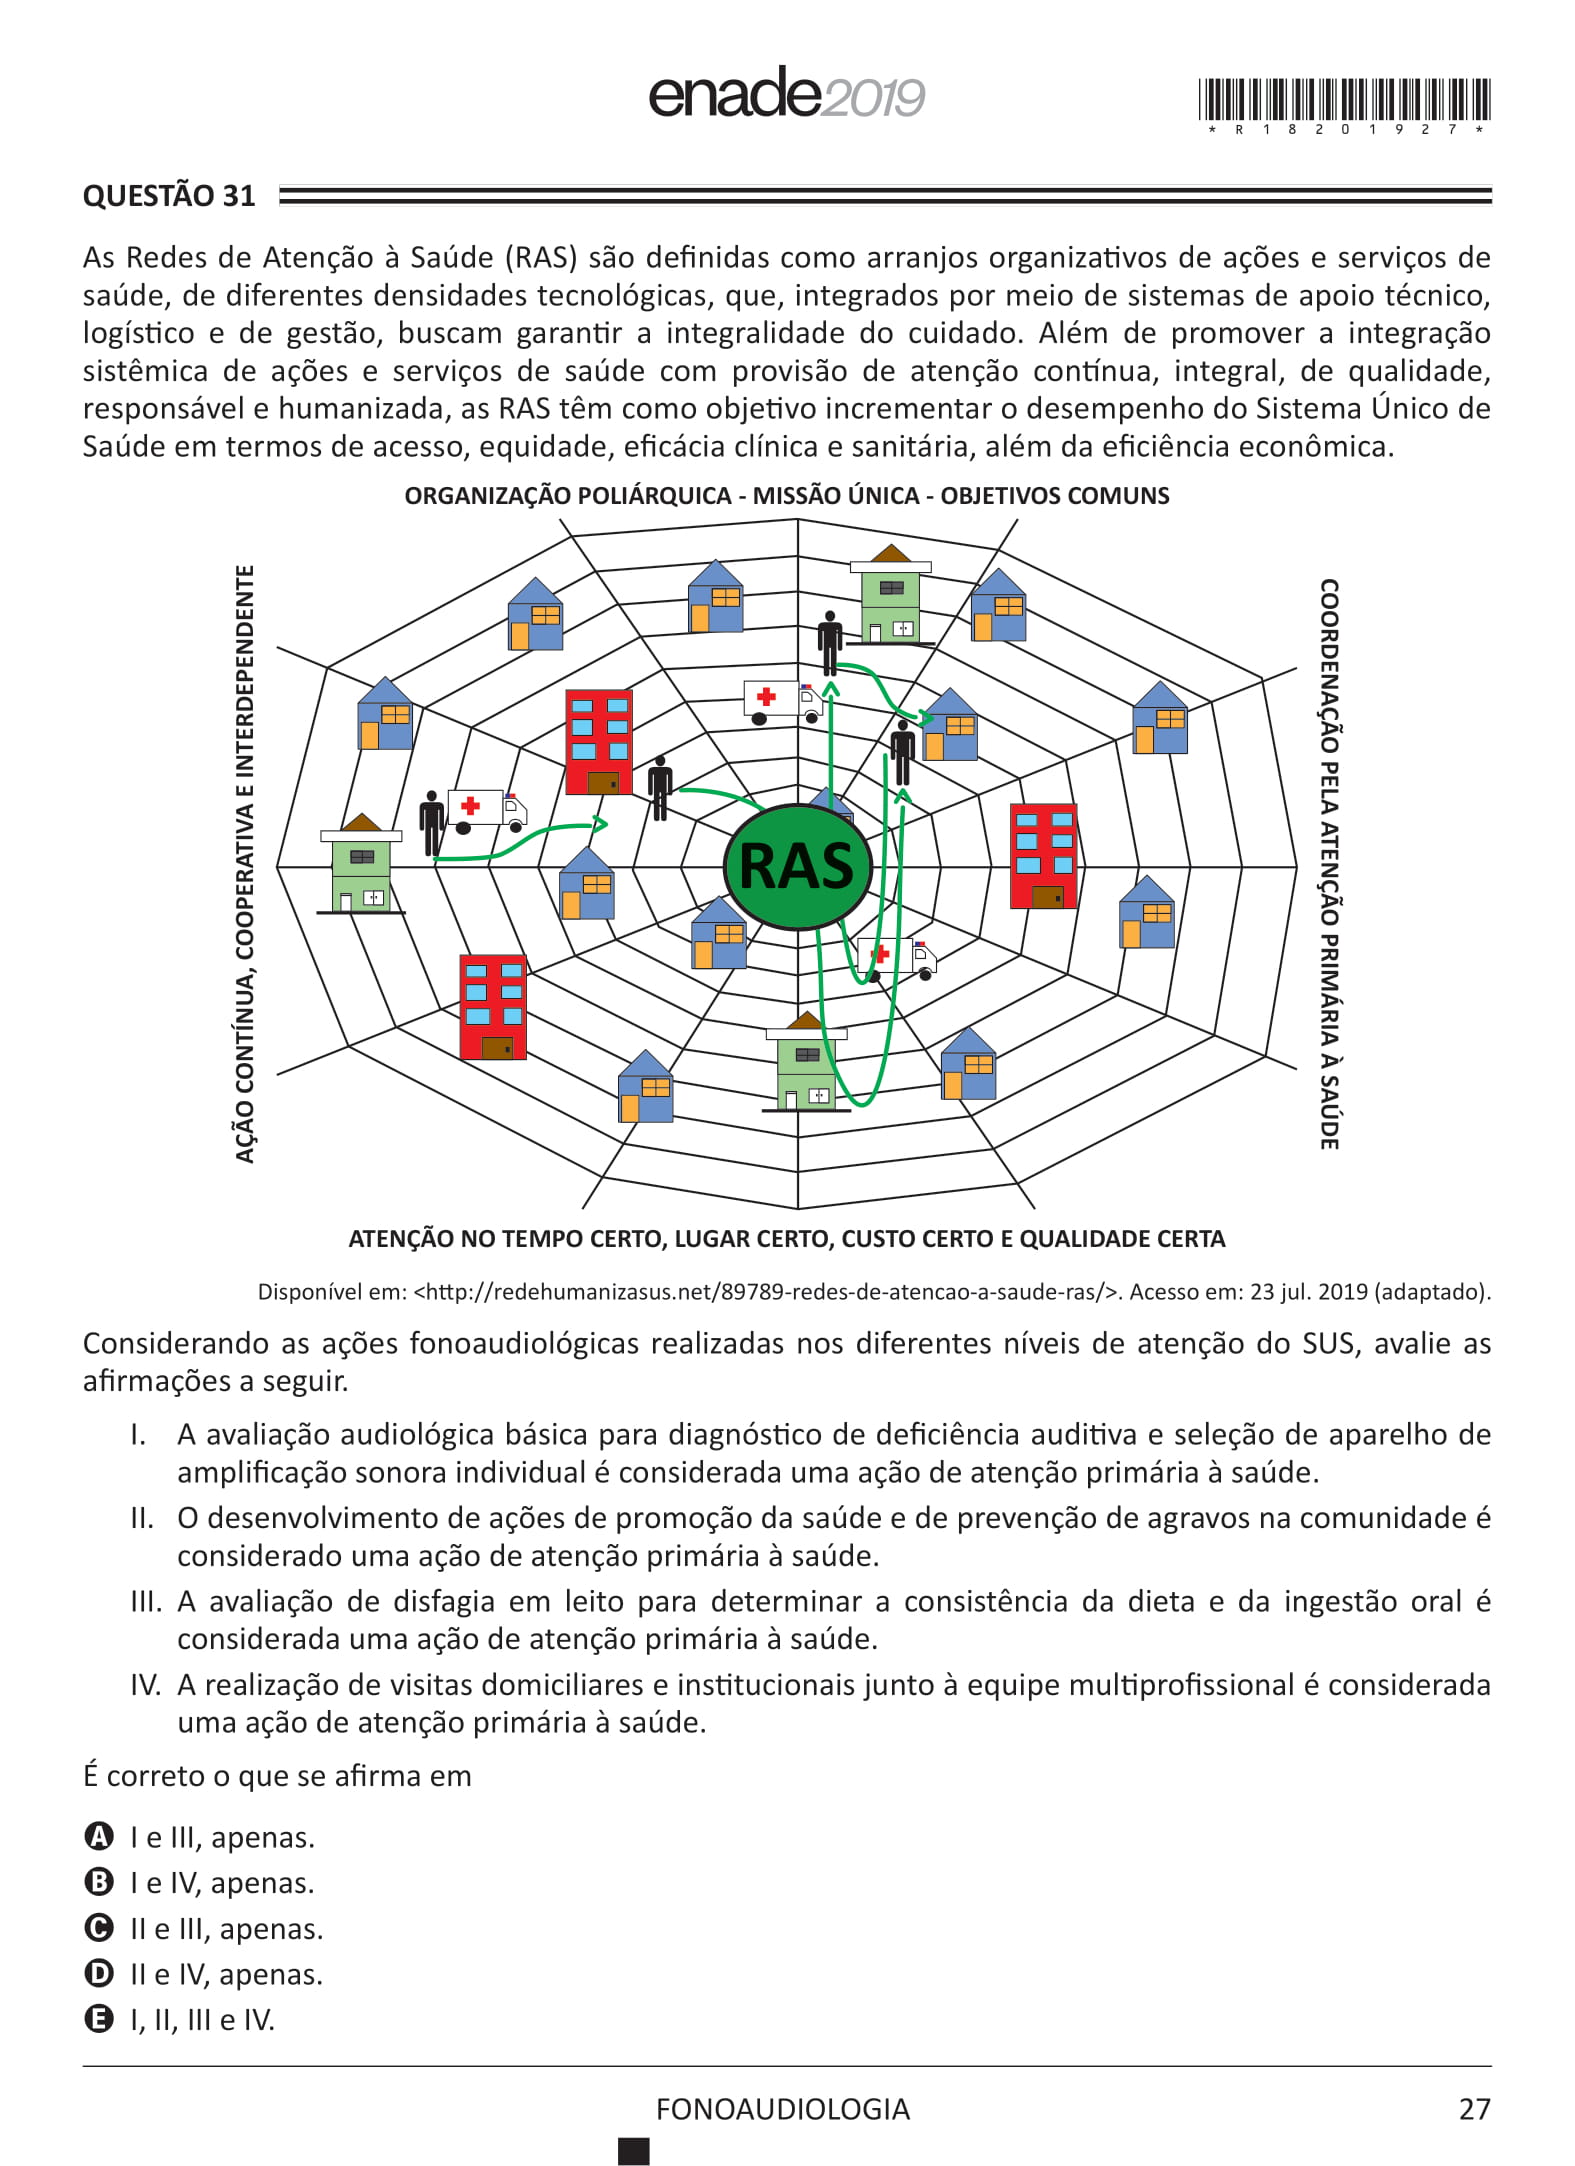 enade2019
*R18201927*
QUESTÃO 31
As Redes de Atenção à Saúde (RAS) são definidas como arranjos organizativos de ações e serviços de
saúde, de diferentes densidades tecnológicas, que, integrados por meio de sistemas de apoio técnico,
logístico e de gestão, buscam garantir a integralidade do cuidado. Além de promover a integração
sistêmica de ações e serviços de saúde com provisão de atenção contínua, integral, de qualidade,
responsável e humanizada, as RAS têm como objetivo incrementar o desempenho do Sistema Único de
Saúde em termos de acesso, equidade, eficácia clínica e sanitária, além da eficiência econômica.
ORGANIZAÇÃO POLIÁRQUICA - MISSÃO ÚNICA - OBJETIVOS COMUNS
AÇÃO CONTÍNUA, COOPERATIVA E INTERDEPENDENTE
RAS
COORDENAÇÃO PELA ATENÇÃO PRIMÁRIA À SAÚDE
ATENÇÃO NO TEMPO CERTO, LUGAR CERTO, CUSTO CERTO E QUALIDADE CERTA
Disponível em: <http://redehumanizasus.net/89789-redes-de-atencao-a-saude-ras/>. Acesso em: 23 jul. 2019 (adaptado).
Considerando as ações fonoaudiológicas realizadas nos diferentes níveis de atenção do SUS, avalie as
afirmações a seguir.
I. A avaliação audiológica básica para diagnóstico de deficiência auditiva e seleção de aparelho de
amplificação sonora individual é considerada uma ação de atenção primária à saúde.
II. O desenvolvimento de ações de promoção da saúde e de prevenção de agravos na comunidade é
considerado uma ação de atenção primária à saúde.
III. A avaliação de disfagia em leito para determinar a consistência da dieta e da ingestão oral é
considerada uma ação de atenção primária à saúde.
IV. A realização de visitas domiciliares e institucionais junto à equipe multiprofissional é considerada
uma ação de atenção primária à saúde.
É correto o que se afirma em
A I e III, apenas.
B I e IV, apenas.
C II e III, apenas.
D II e IV, apenas.
E I, II, III e IV.
FONOAUDIOLOGIA
27